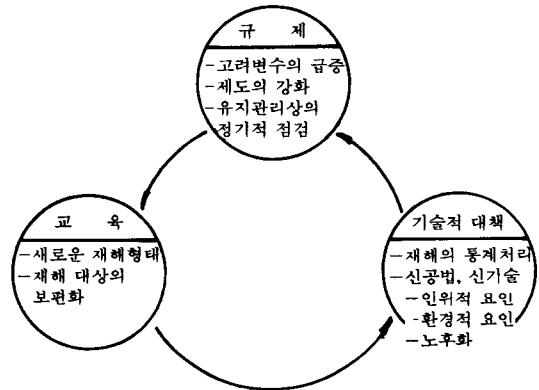 규 제
-고려변수의 급증
-제도의 강화
-유지관리상의
정기적 점검
교 육
-새로운 재해형태
-재해 대상의
보편화
기술적 대책
-재해의 통계처리
-신공법, 신기술
-인위적 요인
-환경적 요인
-노후화